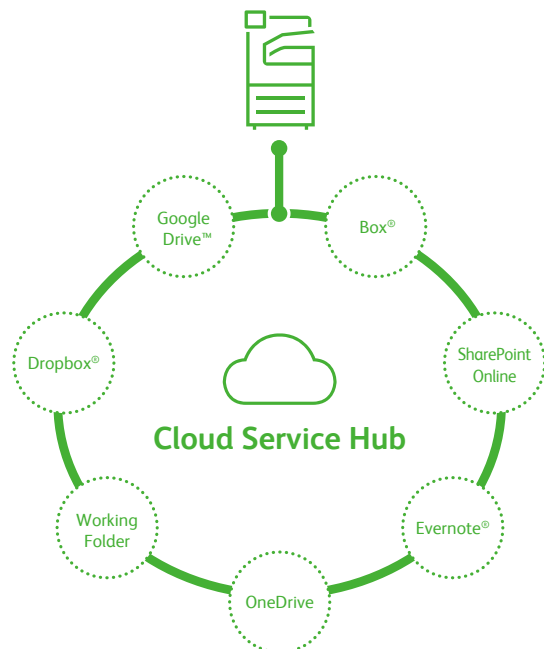 Google
Drive™
Box®
Dropbox®
SharePoint
Online
Cloud Service Hub
Working
Folder
Evernote®
OneDrive